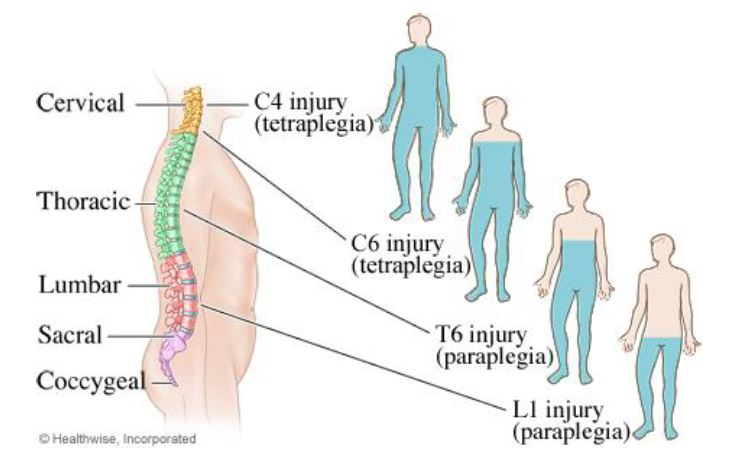 Cervical
Thoracic
Lumbar
Sacral
Coccygeal
C4 injury
(tetraplegia)
C6 injury
(tetraplegia)
T6 injury
(paraplegia)
L1 injury
(paraplegia)
© Healthwise, Incorporated